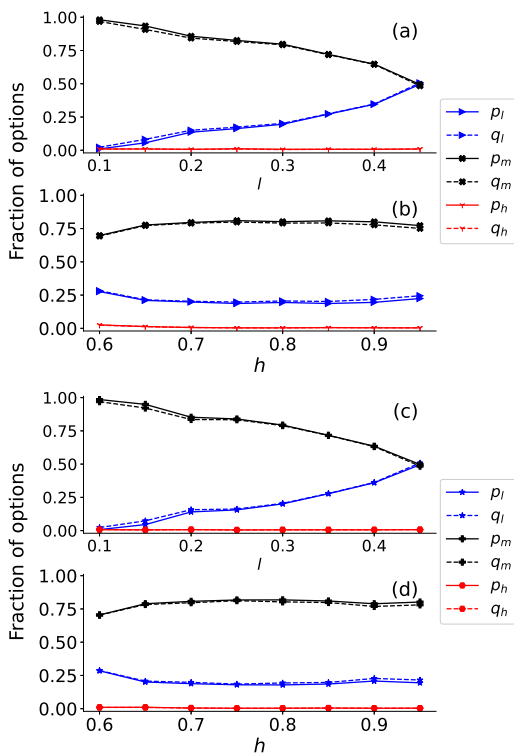 (a)
1.00
0.75
0.50
0.25
0.00
0.1 0.2 0.3 0.4
l
Fraction of options
(b)
1.00
0.75
0.50
0.25
0.00
0.6 0.7 0.8 0.9
h
p_l
q_l
p_m
q_m
p_h
q_h
(c)
1.00
0.75
0.50
0.25
0.00
0.1 0.2 0.3 0.4
l
Fraction of options
(d)
1.00
0.75
0.50
0.25
0.00
0.6 0.7 0.8 0.9
h
p_l
q_l
p_m
q_m
p_h
q_h